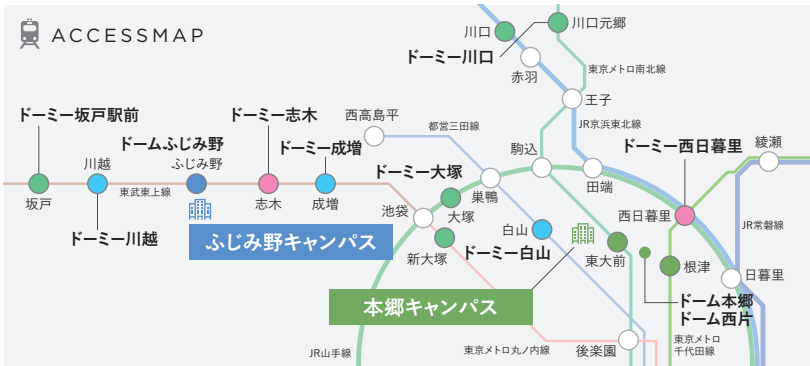 ACCESSMAP
川口
川口元郷
ドーミー川口
赤羽
東京メトロ南北線
王子
JR京浜東北線
西高島平
都営三田線
駒込
田端
ドーミー西日暮里
綾瀬
ドーミー坂戸駅前
ドームふじみ野
ドーミー志木
ドーミー成増
川越
ふじみ野
坂戸
東武東上線
志木
成増
ドーミー川越
ふじみ野キャンパス
ドーミー大塚
巣鴨
池袋
大塚
新大塚
白山
ドーミー白山
本郷キャンパス
東大前
西日暮里
根津
JR常磐線
日暮里
ドーム本郷
ドーム西片
東京メトロ
千代田線
JR山手線
東京メトロ丸ノ内線
後楽園